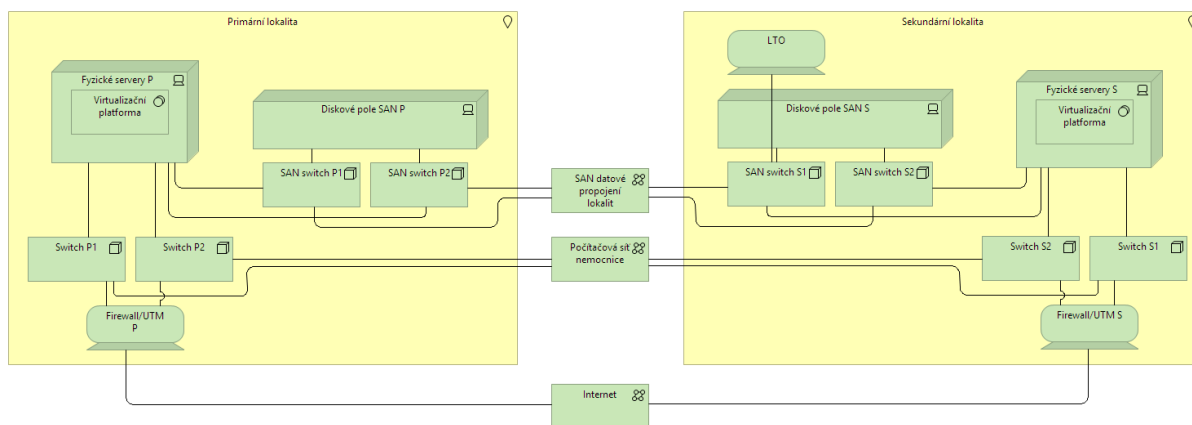 Primární lokalita
Fyzické servery P
Virtualizační
platforma
Diskové pole SAN P
SAN switch P1
SAN switch P2
Switch P1
Switch P2
Firewall/UTM
P
SAN datové
propojení
lokalit
Počítačová síť
nemocnice
Internet
Sekundární lokalita
LTO
Diskové pole SAN S
Fyzické servery S
Virtualizační
platforma
SAN switch S1
SAN switch S2
Switch S2
Switch S1
Firewall/UTM S